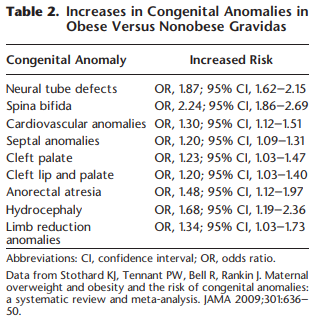 Table 2. Increases in Congenital Anomalies in
Obese Versus Nonobese Gravidas
Congenital Anomaly Increased Risk
Neural tube defects OR, 1.87; 95% CI, 1.62–2.15
Spina bifida OR, 2.24; 95% CI, 1.86–2.69
Cardiovascular anomalies OR, 1.30; 95% CI, 1.12–1.51
Septal anomalies OR, 1.20; 95% CI, 1.09–1.31
Cleft palate OR, 1.23; 95% CI, 1.03–1.47
Cleft lip and palate OR, 1.20; 95% CI, 1.03–1.40
Anorectal atresia OR, 1.48; 95% CI, 1.12–1.97
Hydrocephaly OR, 1.68; 95% CI, 1.19–2.36
Limb reduction OR, 1.34; 95% CI, 1.03–1.73
anomalies
Abbreviations: CI, confidence interval; OR, odds ratio.
Data from Stothard KJ, Tennant PW, Bell R, Rankin J. Maternal
overweight and obesity and the risk of congenital anomalies:
a systematic review and meta-analysis. JAMA 2009;301:636–
50.